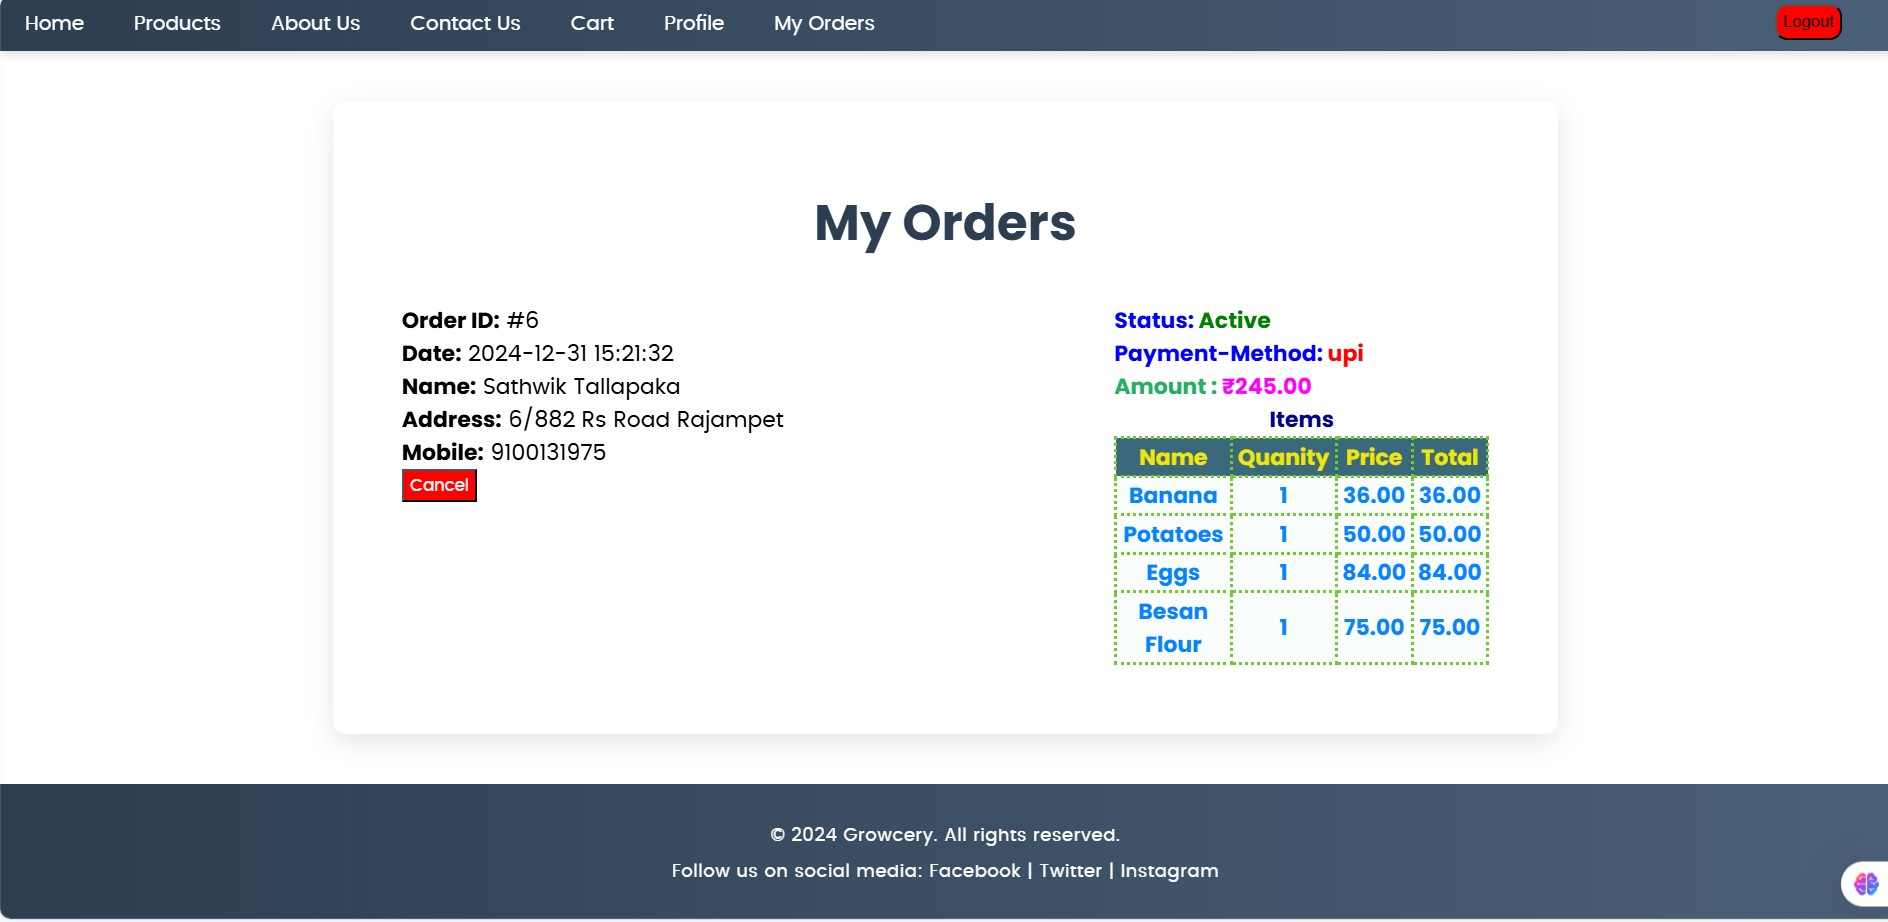 Home Products About Us Contact Us Cart Profile My Orders Logout
My Orders
Order ID: #6
Date: 2024-12-31 15:21:32
Name: Sathwik Tallapaka
Address: 6/882 Rs Road Rajampet
Mobile: 9100131975
Cancel
Status: Active
Payment-Method: upi
Amount : ₹245.00
Items
Name Quanity Price Total
Banana 1 36.00 36.00
Potatoes 1 50.00 50.00
Eggs 1 84.00 84.00
Besan Flour 1 75.00 75.00
© 2024 Growcery. All rights reserved.
Follow us on social media: Facebook | Twitter | Instagram